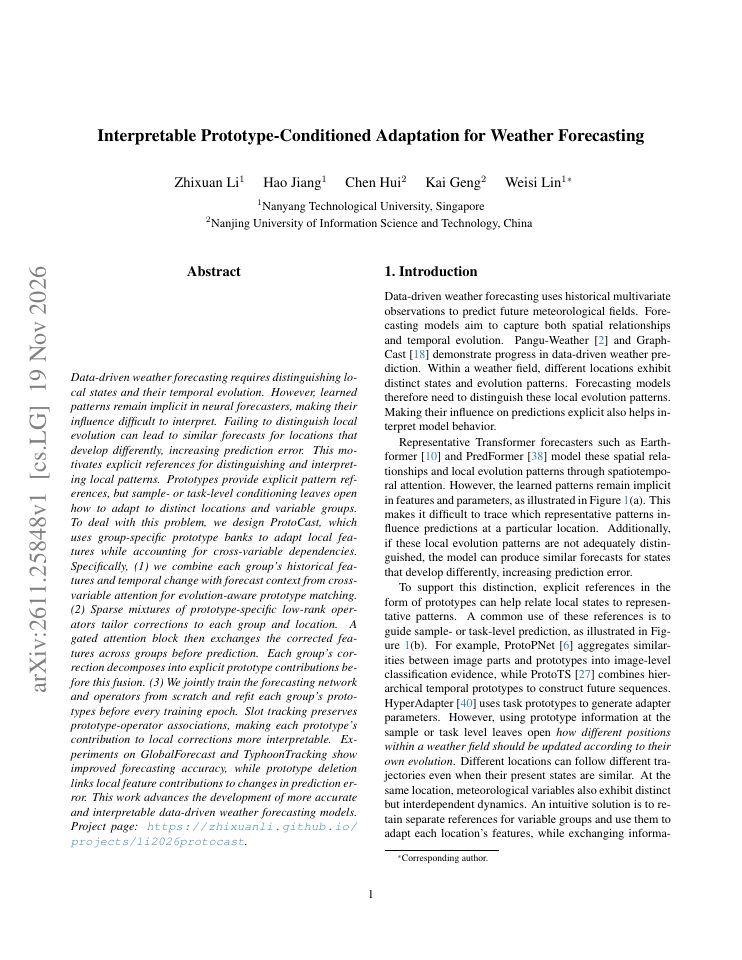 Interpretable Prototype-Conditioned Adaptation for Weather Forecasting
Zhixuan Li1 Hao Jiang1 Chen Hui2 Kai Geng2 Weisi Lin1*
1Nanyang Technological University, Singapore
2Nanjing University of Information Science and Technology, China
arXiv:2611.25848v1 [cs.LG] 19 Nov 2026
Abstract
Data-driven weather forecasting requires distinguishing lo-
cal states and their temporal evolution. However, learned
patterns remain implicit in neural forecasters, making their
influence difficult to interpret. Failing to distinguish local
evolution can lead to similar forecasts for locations that
develop differently, increasing prediction error. This mo-
tivates explicit references for distinguishing and interpret-
ing local patterns. Prototypes provide explicit pattern ref-
erences, but sample- or task-level conditioning leaves open
how to adapt to distinct locations and variable groups.
To deal with this problem, we design ProtoCast, which
uses group-specific prototype banks to adapt local fea-
tures while accounting for cross-variable dependencies.
Specifically, (1) we combine each group's historical fea-
tures and temporal change with forecast context from cross-
variable attention for evolution-aware prototype matching.
(2) Sparse mixtures of prototype-specific low-rank oper-
ators tailor corrections to each group and location. A
gated attention block then exchanges the corrected fea-
tures across groups before prediction. Each group's cor-
rection decomposes into explicit prototype contributions be-
fore this fusion. (3) We jointly train the forecasting network
and operators from scratch and refit each group's proto-
types before every training epoch. Slot tracking preserves
prototype-operator associations, making each prototype's
contribution to local corrections more interpretable. Ex-
periments on GlobalForecast and TyphoonTracking show
improved forecasting accuracy, while prototype deletion
links local feature contributions to changes in prediction er-
ror. This work advances the development of more accurate
and interpretable data-driven weather forecasting models.
Project page: https://zhixuanli.github.io/
projects/li2026protocast.
1. Introduction
Data-driven weather forecasting uses historical multivariate
observations to predict future meteorological fields. Fore-
casting models aim to capture both spatial relationships
and temporal evolution. Pangu-Weather [2] and Graph-
Cast [18] demonstrate progress in data-driven weather pre-
diction. Within a weather field, different locations exhibit
distinct states and evolution patterns. Forecasting models
therefore need to distinguish these local evolution patterns.
Making their influence on predictions explicit also helps in-
terpret model behavior.
Representative Transformer forecasters such as Earth-
former [10] and PredFormer [38] model these spatial rela-
tionships and local evolution patterns through spatiotempo-
ral attention. However, the learned patterns remain implicit
in features and parameters, as illustrated in Figure 1(a). This
makes it difficult to trace which representative patterns in-
fluence predictions at a particular location. Additionally,
if these local evolution patterns are not adequately distin-
guished, the model can produce similar forecasts for states
that develop differently, increasing prediction error.
To support this distinction, explicit references in the
form of prototypes can help relate local states to represen-
tative patterns. A common use of these references is to
guide sample- or task-level prediction, as illustrated in Fig-
ure 1(b). For example, ProtoPNet [6] aggregates similar-
ities between image parts and prototypes into image-level
classification evidence, while ProtoTS [27] combines hier-
archical temporal prototypes to construct future sequences.
HyperAdapter [40] uses task prototypes to generate adapter
parameters. However, using prototype information at the
sample or task level leaves open how different positions
within a weather field should be updated according to their
own evolution. Different locations can follow different tra-
jectories even when their present states are similar. At the
same location, meteorological variables also exhibit distinct
but interdependent dynamics. An intuitive solution is to re-
tain separate references for variable groups and use them to
adapt each location's features, while exchanging informa-
*Corresponding author.
1